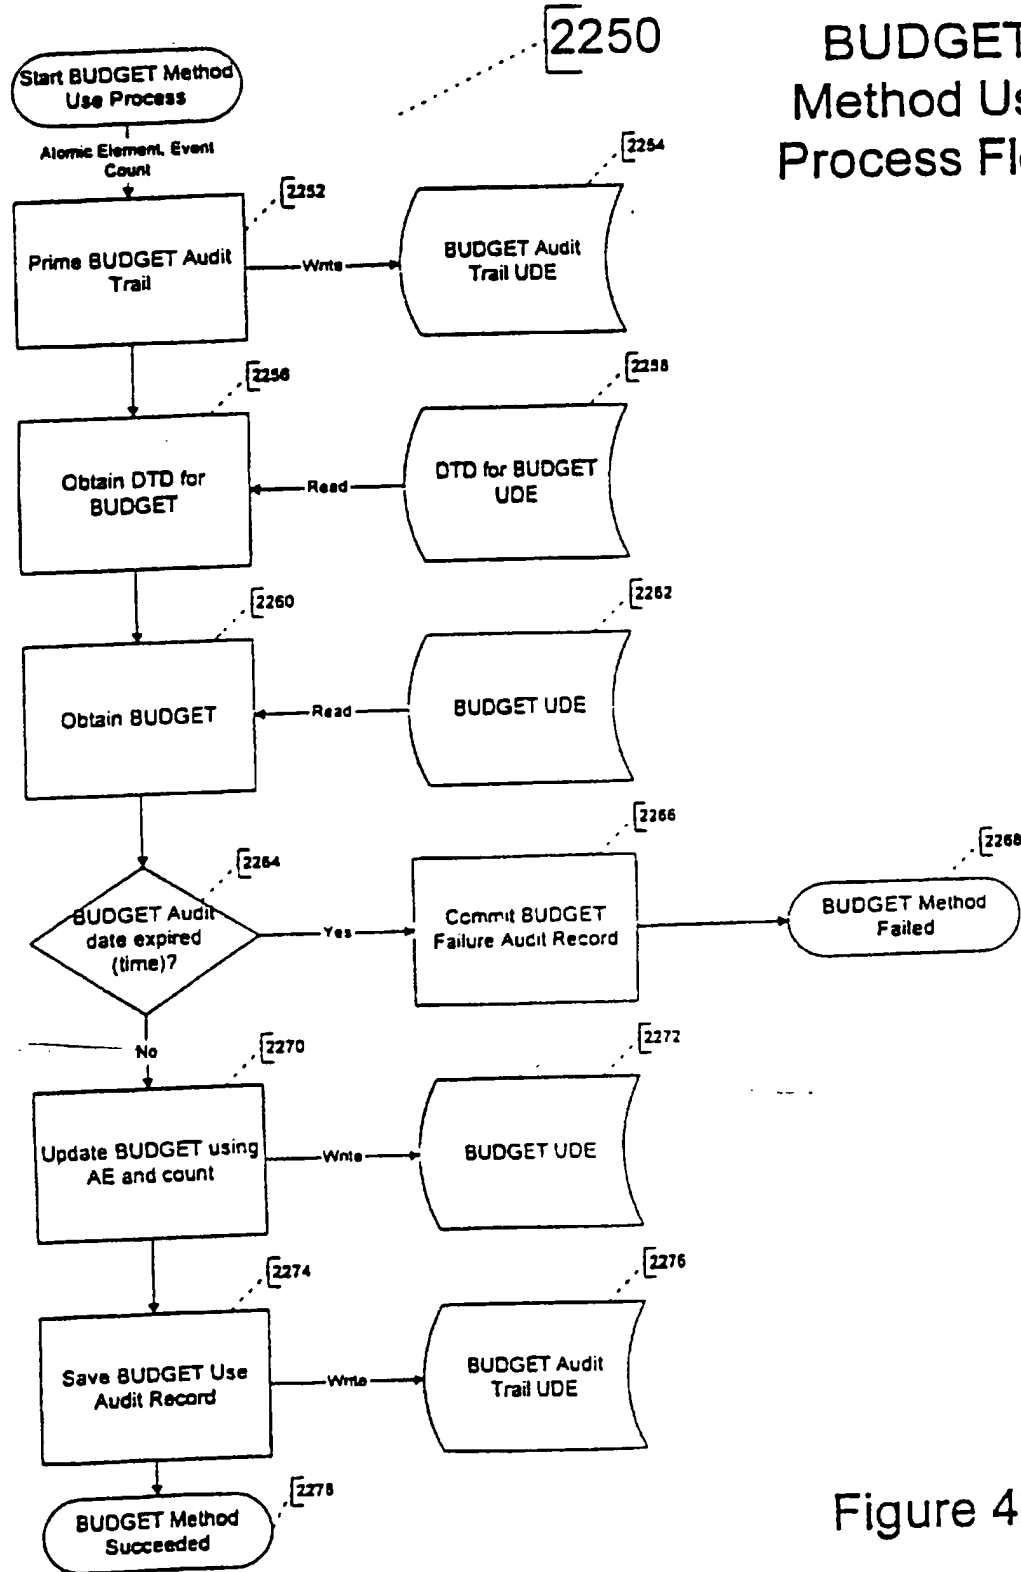 2250
BUDGET
Method Us
Process Flo
Start BUDGET Method
Use Process
Atomic Element, Event
Count
2252
Prime BUDGET Audit
Trail
Write
2254
BUDGET Audit
Trail UDE
2256
Obtain DTD for
BUDGET
Read
2258
DTD for BUDGET
UDE
2260
Obtain BUDGET
Read
2262
BUDGET UDE
2264
BUDGET Audit
date expired
(time)?
Yes
2266
Commit BUDGET
Failure Audit Record
2268
BUDGET Method
Failed
No
2270
Update BUDGET using
AE and count
Write
2272
BUDGET UDE
2274
Save BUDGET Use
Audit Record
Write
2276
BUDGET Audit
Trail UDE
2278
BUDGET Method
Succeeded
Figure 4